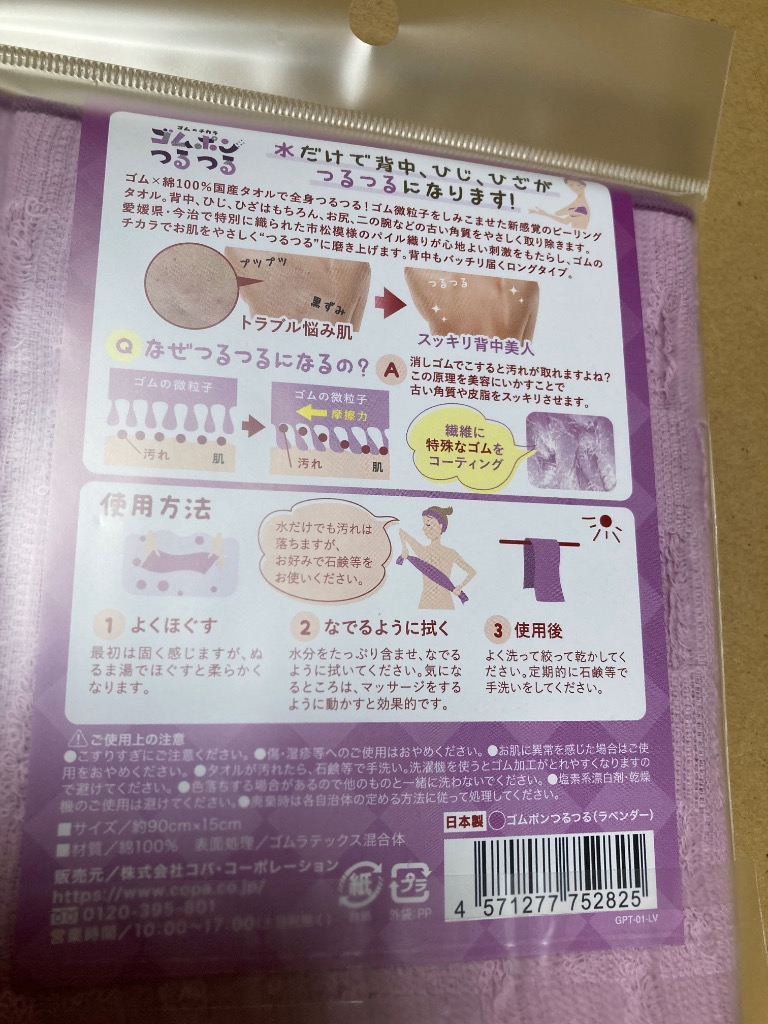 ゴムのチカラ
ゴムポン
つるつる
水だけで背中、ひじ、ひざが
つるつるになります!
ゴム×綿100%国産タオルで全身つるつる!ゴム微粒子をしみこませた新感覚のピーリング
タオル。背中、ひじ、ひざはもちろん、お尻、二の腕などの古い角質をやさしく取り除きます。
愛媛県・今治で特別に織られた市松模様のパイル織りが心地よい刺激をもたらし、ゴムの
チカラでお肌をやさしく“つるつる”に磨き上げます。背中もバッチリ届くロングタイプ。
プツプツ
黒ずみ
トラブル悩み肌
つるつる
スッキリ背中美人
Q なぜつるつるになるの?
A 消しゴムでこすると汚れが取れますよね?
この原理を美容にいかすことで
古い角質や皮脂をスッキリさせます。
ゴムの微粒子
汚れ
肌
ゴムの微粒子
摩擦力
汚れ
肌
繊維に
特殊なゴムを
コーティング
使用方法
水だけでも汚れは
落ちますが、
お好みで石鹸等を
お使いください。
1 よくほぐす
最初は固く感じますが、ぬ
るま湯でほぐすと柔らかく
なります。
2 なでるように拭く
水分をたっぷり含ませ、なでる
ように拭いてください。気にな
るところは、マッサージをする
ように動かすと効果的です。
3 使用後
よく洗って絞って乾かしてく
ださい。定期的に石鹸等で
手洗いをしてください。
ご使用上の注意
●こすりすぎにご注意ください。●傷・湿疹等へのご使用はおやめください。●お肌に異常を感じた場合はご使
用をおやめください。●タオルが汚れたら、石鹸等で手洗い。洗濯機を使うとゴム加工がとれやすくなりますの
で避けてください。●色落ちする場合があるので他のものと一緒に洗わないでください。●塩素系漂白剤・乾燥
機のご使用は避けてください。●廃棄時は各自治体の定める方法に従って処理してください。
■サイズ/約90cm×15cm
■材質/綿100% 表面処理/ゴムラテックス混合体
販売元/株式会社コパ・コーポレーション
https://www.copa.co.jp/
0120-395-801
営業時間/10:00〜17:00
紙
プラ
外袋:PP
日本製 ◯ゴムポンつるつる(ラベンダー)
4 571277 752825
GPT-01-LV